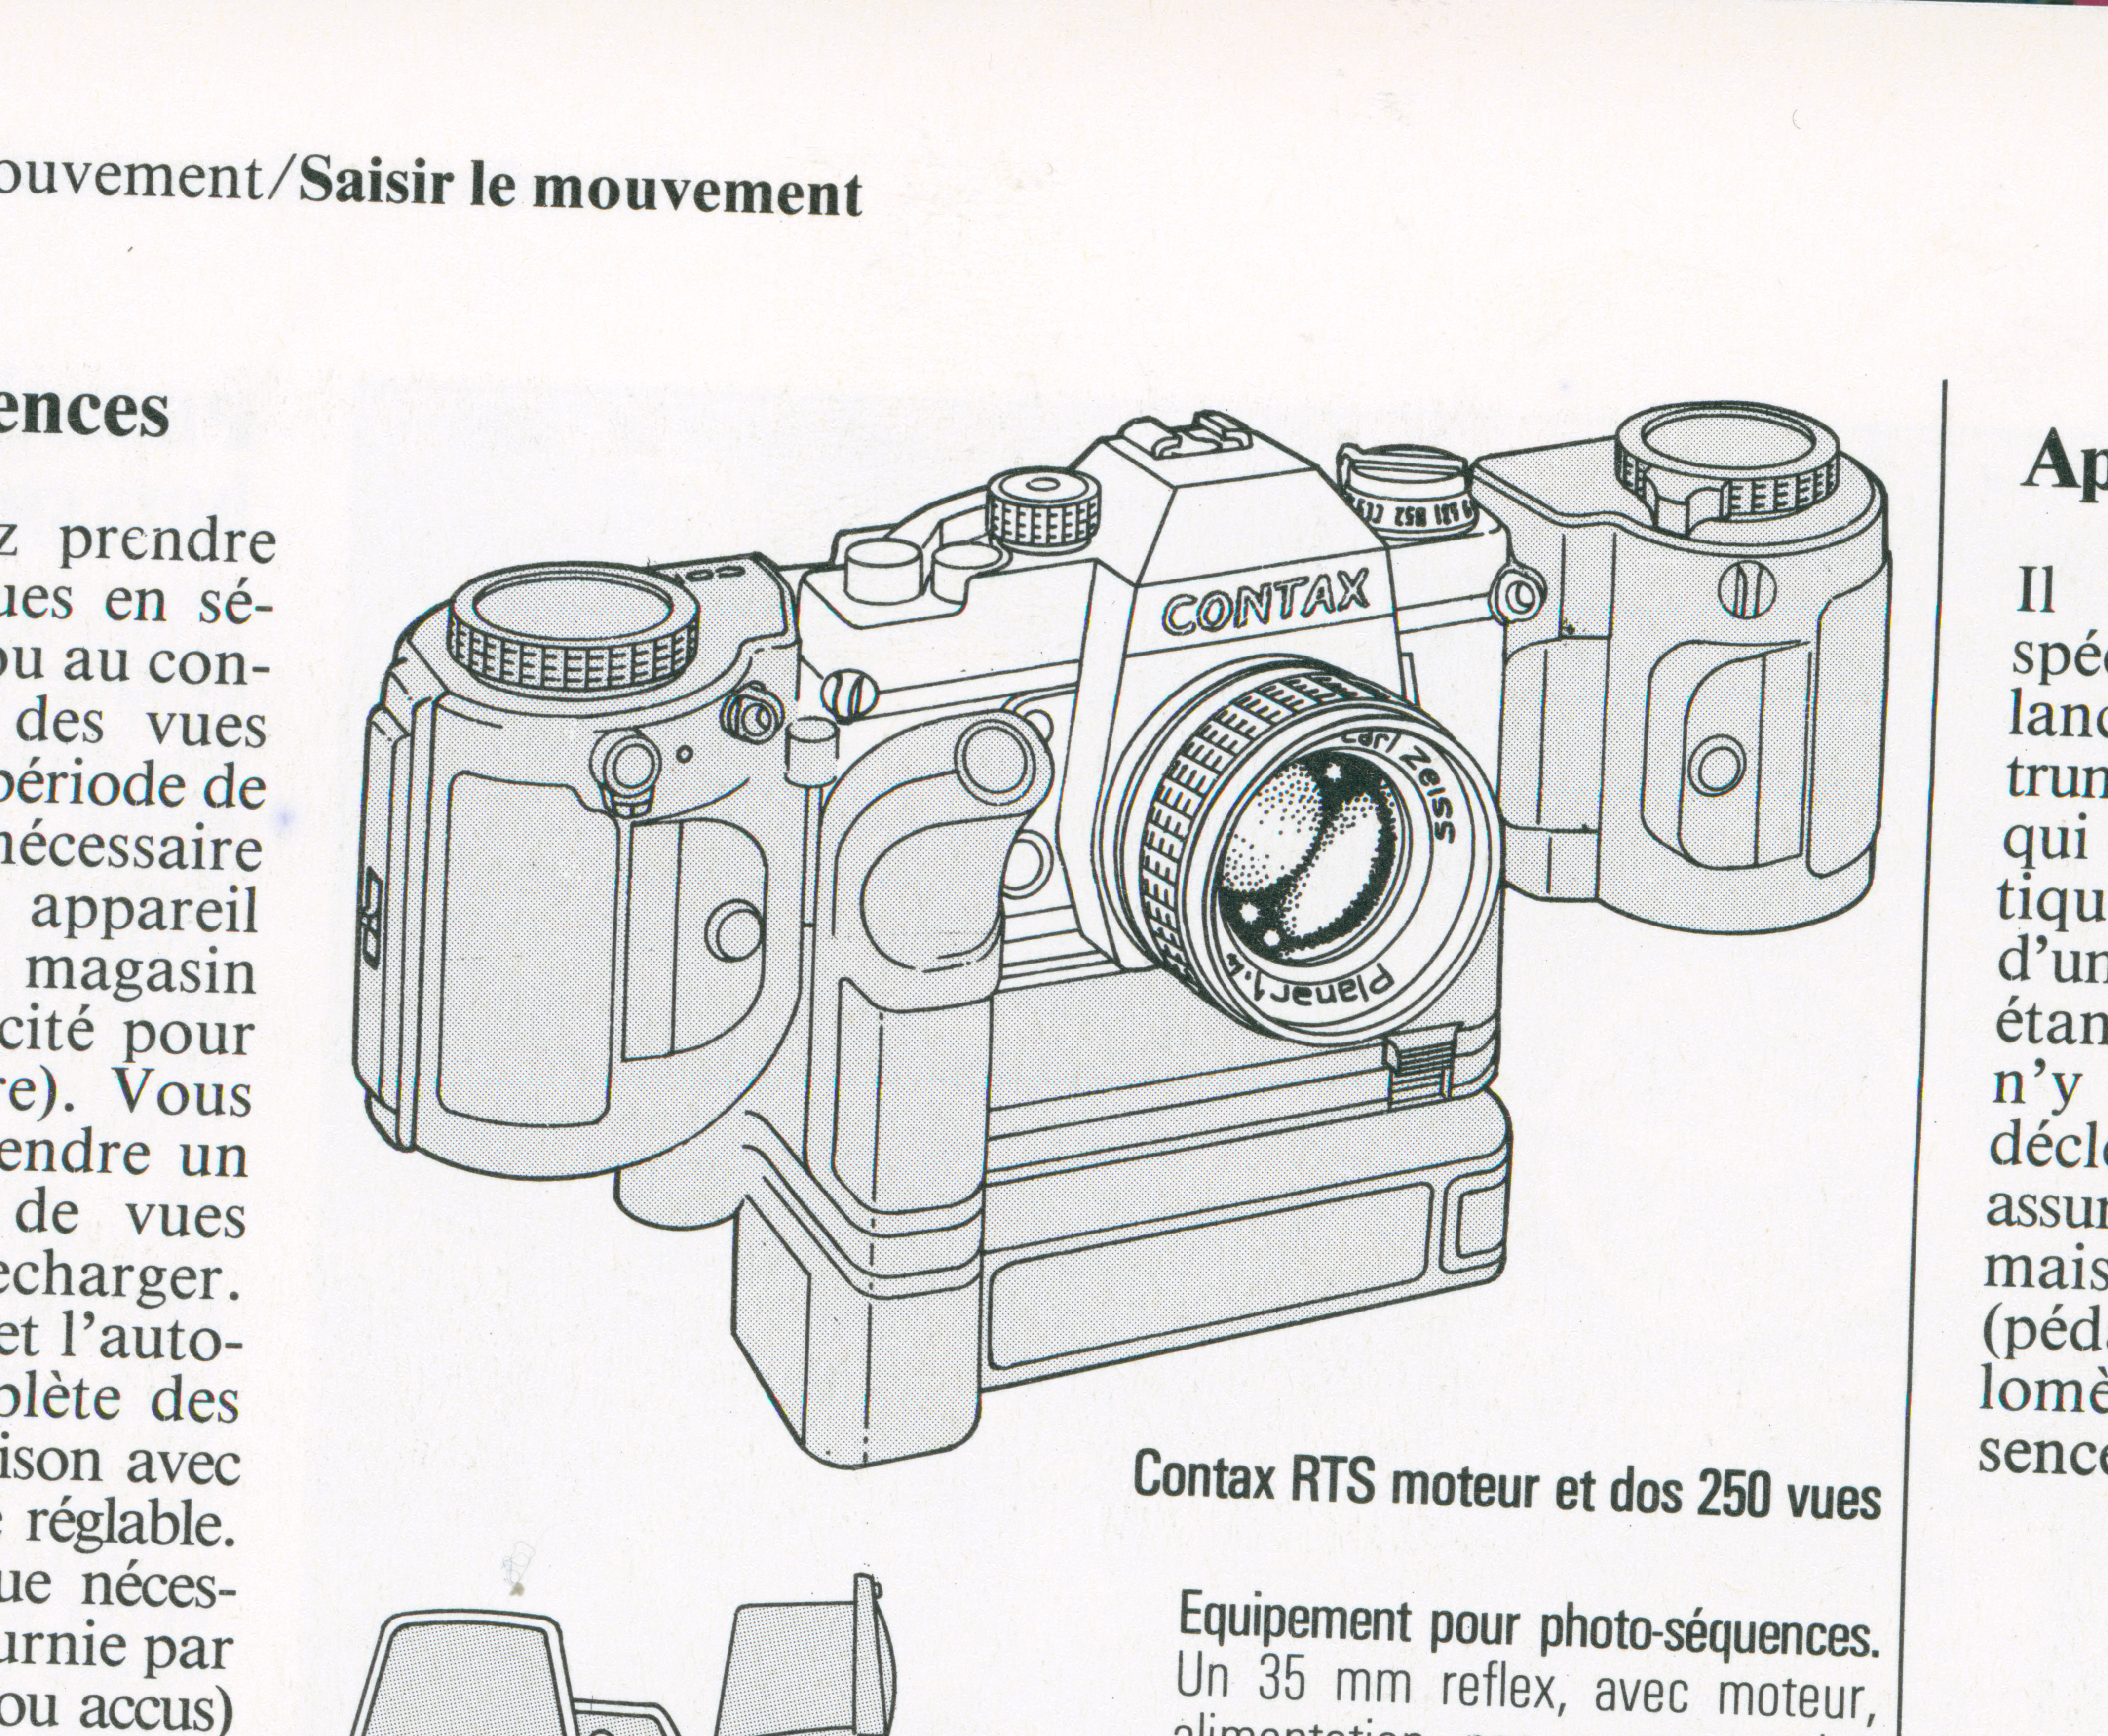 ouvement/Saisir le mouvement
ences
z prendre
ues en sé-
ou au con-
des vues
période de
nécessaire
appareil
magasin
cité pour
re). Vous
endre un
de vues
echarger.
et l'auto-
plète des
ison avec
réglable.
ue néces-
urnie par
ou accus)
CONTAX
Carl Zeiss
Planar 1.4
Contax RTS moteur et dos 250 vues
Equipement pour photo-séquences.
Un 35 mm reflex, avec moteur,
alimentation
Ap
Il
spéc
lanc
trum
qui
tiqu
d'un
étan
n'y
décl
assur
mais
(péd
lomè
sence